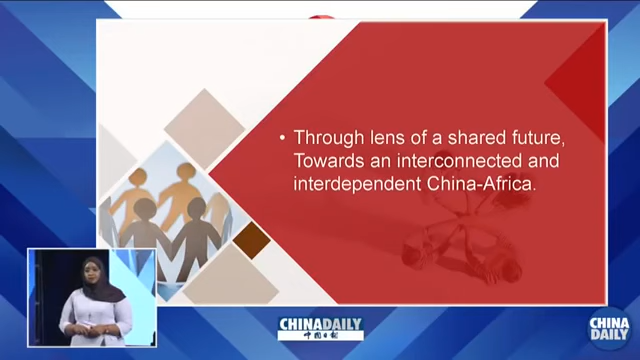 • Through lens of a shared future,
Towards an interconnected and
interdependent China-Africa.
CHINADAILY
中国日报
CHINA
DAILY